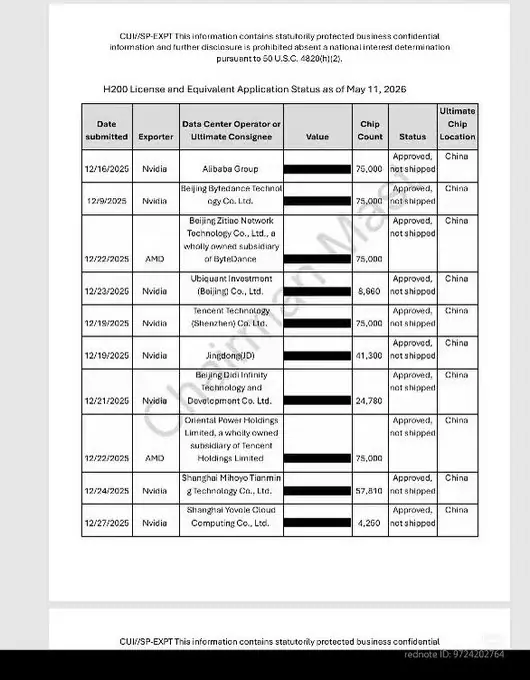 CUI//SP-EXPT This information contains statutorily protected business confidential
information and further disclosure is prohibited absent a national interest determination
pursuant to 50 U.S.C. 4820(h)(2).
H200 License and Equivalent Application Status as of May 11, 2026
Date submitted Exporter Data Center Operator or Ultimate Consignee Value Chip Count Status Ultimate Chip Location
12/16/2025 Nvidia Alibaba Group 75,000 Approved, not shipped China
12/9/2025 Nvidia Beijing Bytedance Technology Co. Ltd. 75,000 Approved, not shipped China
12/22/2025 AMD Beijing Zitiao Network Technology Co., Ltd., a wholly owned subsidiary of ByteDance 75,000 Approved, not shipped China
12/23/2025 Nvidia Ubiquant Investment (Beijing) Co., Ltd. 8,660 Approved, not shipped China
12/19/2025 Nvidia Tencent Technology (Shenzhen) Co. Ltd. 75,000 Approved, not shipped China
12/19/2025 Nvidia Jingdong(JD) 41,300 Approved, not shipped China
12/21/2025 Nvidia Beijing Didi Infinity Technology and Development Co. Ltd. 24,780 Approved, not shipped China
12/22/2025 AMD Oriental Power Holdings Limited, a wholly owned subsidiary of Tencent Holdings Limited 75,000 Approved, not shipped China
12/24/2025 Nvidia Shanghai Mihoyo Tianming Technology Co., Ltd. 57,810 Approved, not shipped China
12/27/2025 Nvidia Shanghai Yovole Cloud Computing Co., Ltd. 4,250 Approved, not shipped China
Chairman Mast
CUI//SP-EXPT This information contains statutorily protected business confidential
rednote ID: 9724202764